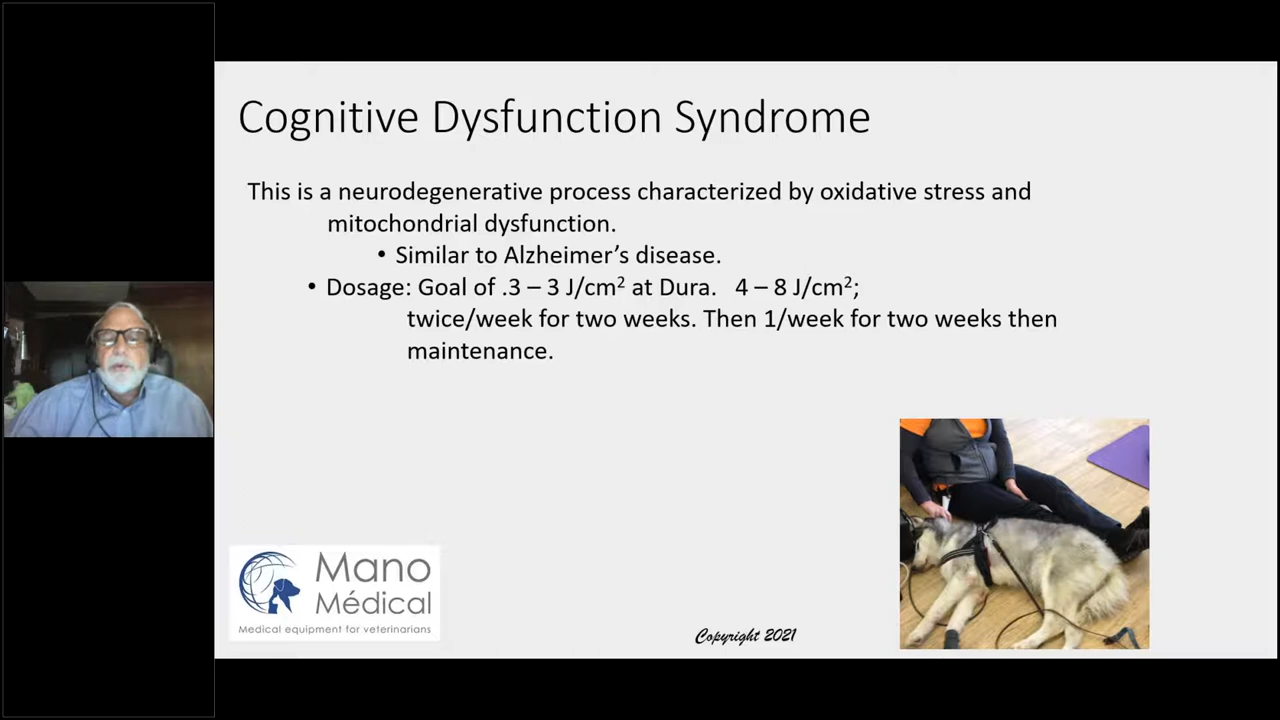 Cognitive Dysfunction Syndrome
This is a neurodegenerative process characterized by oxidative stress and
mitochondrial dysfunction.
• Similar to Alzheimer’s disease.
• Dosage: Goal of .3 – 3 J/cm² at Dura. 4 – 8 J/cm²;
twice/week for two weeks. Then 1/week for two weeks then
maintenance.
Mano
Médical
Medical equipment for veterinarians
Copyright 2021